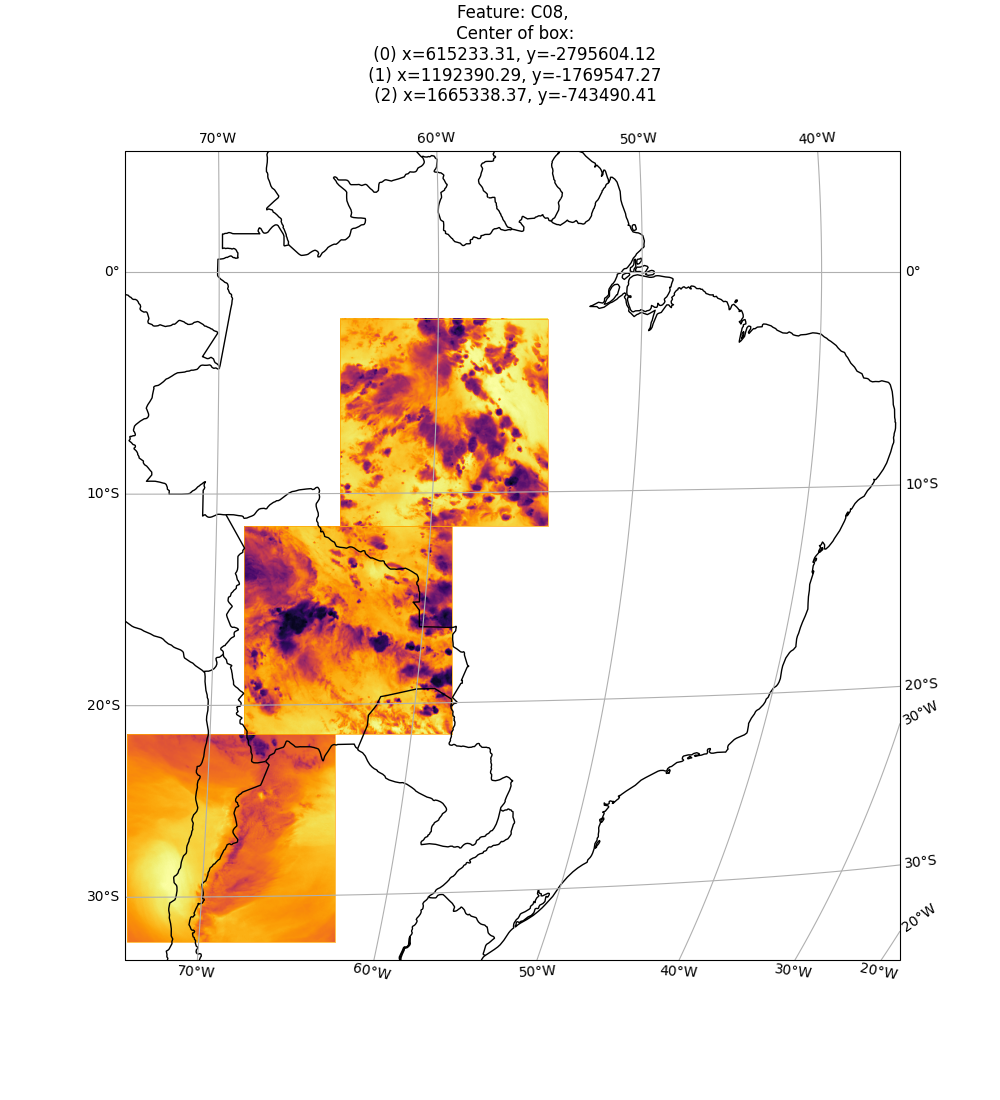 Feature: C08,
Center of box:
(0) x=615233.31, y=-2795604.12
(1) x=1192390.29, y=-1769547.27
(2) x=1665338.37, y=-743490.41
70°W 60°W 50°W 40°W
0° 0°
10°S 10°S
20°S 20°S
30°W
30°S 30°S
20°W
70°W 60°W 50°W 40°W 30°W 20°W